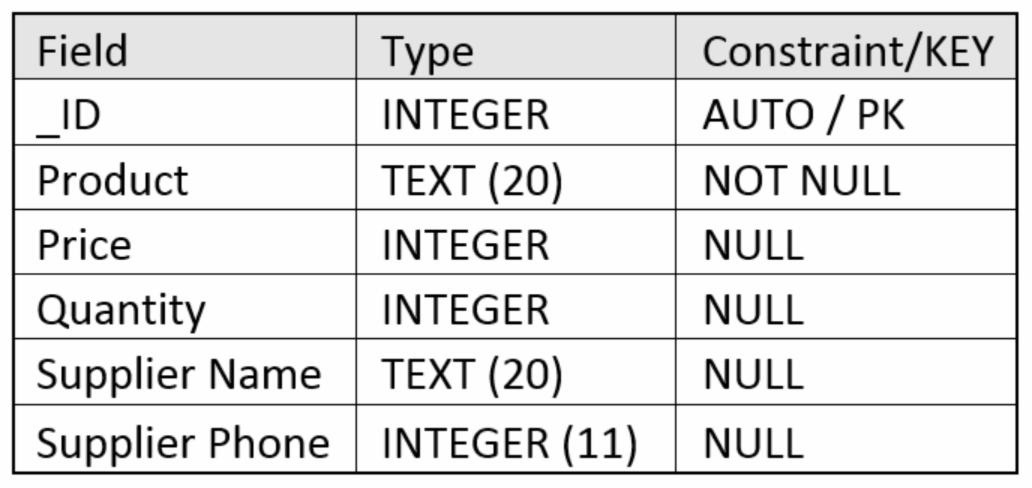 Field Type Constraint/KEY
_ID INTEGER AUTO / PK
Product TEXT (20) NOT NULL
Price INTEGER NULL
Quantity INTEGER NULL
Supplier Name TEXT (20) NULL
Supplier Phone INTEGER (11) NULL